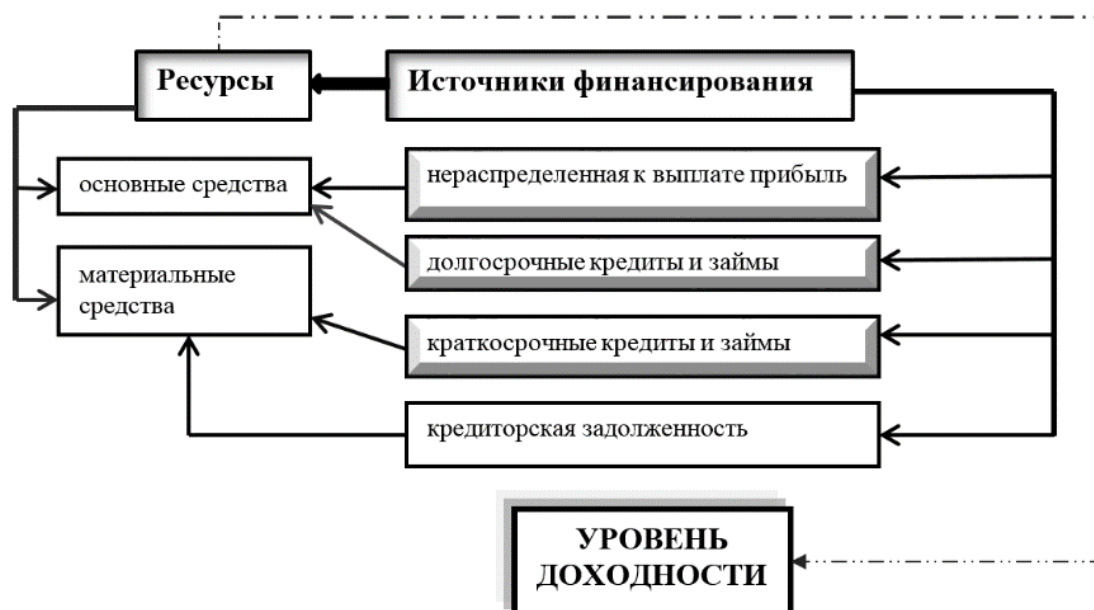 Ресурсы
Источники финансирования
основные средства
нераспределенная к выплате прибыль
долгосрочные кредиты и займы
материальные
средства
краткосрочные кредиты и займы
кредиторская задолженность
УРОВЕНЬ
ДОХОДНОСТИ